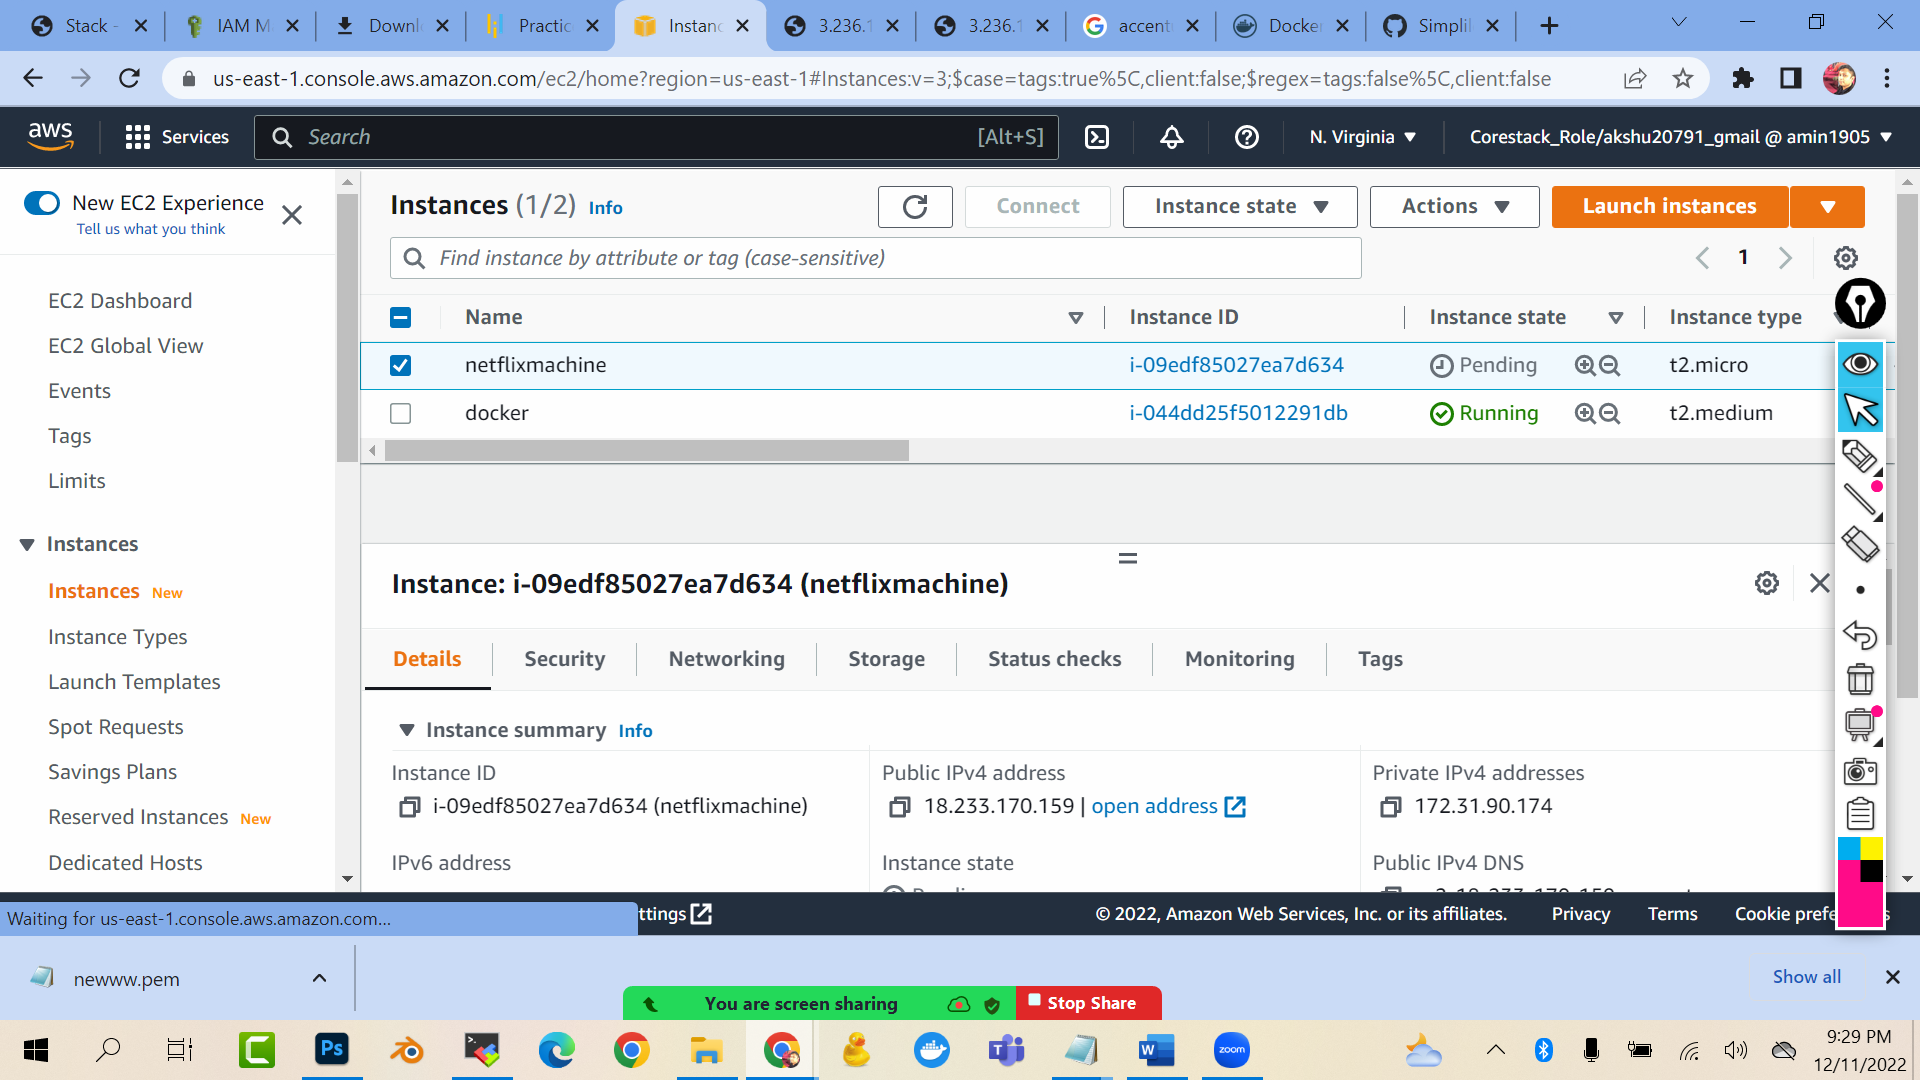 Stack -
IAM M
Downl
Practic
Instanc
3.236.1
3.236.1
accent
Docker
Simplil
us-east-1.console.aws.amazon.com/ec2/home?region=us-east-1#Instances:v=3;$case=tags:true%5C,client:false;$regex=tags:false%5C,client:false
aws
Services
Search
[Alt+S]
N. Virginia
Corestack_Role/akshu20791_gmail @ amin1905
New EC2 Experience
Tell us what you think
EC2 Dashboard
EC2 Global View
Events
Tags
Limits
Instances
Instances New
Instance Types
Launch Templates
Spot Requests
Savings Plans
Reserved Instances New
Dedicated Hosts
Instances (1/2) Info
Connect
Instance state
Actions
Launch instances
Find instance by attribute or tag (case-sensitive)
1
Name Instance ID Instance state Instance type
netflixmachine i-09edf85027ea7d634 Pending t2.micro
docker i-044dd25f5012291db Running t2.medium
Instance: i-09edf85027ea7d634 (netflixmachine)
Details Security Networking Storage Status checks Monitoring Tags
Instance summary Info
Instance ID
i-09edf85027ea7d634 (netflixmachine)
Public IPv4 address
18.233.170.159 | open address
Private IPv4 addresses
172.31.90.174
IPv6 address
Instance state
Public IPv4 DNS
Waiting for us-east-1.console.aws.amazon.com...
ttings
© 2022, Amazon Web Services, Inc. or its affiliates.
Privacy
Terms
Cookie prefe
newww.pem
Show all
You are screen sharing
Stop Share
Ps
W
zoom
9:29 PM
12/11/2022